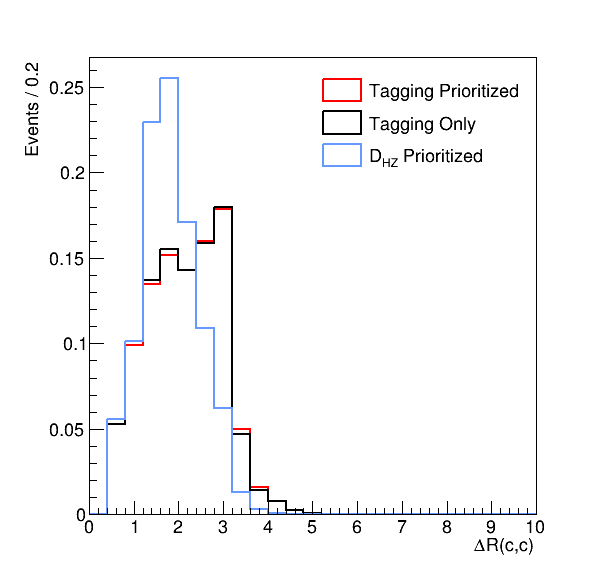 Events / 0.2
0.25
0.2
0.15
0.1
0.05
0
Tagging Prioritized
Tagging Only
D_HZ Prioritized
0 1 2 3 4 5 6 7 8 9 10
ΔR(c,c)